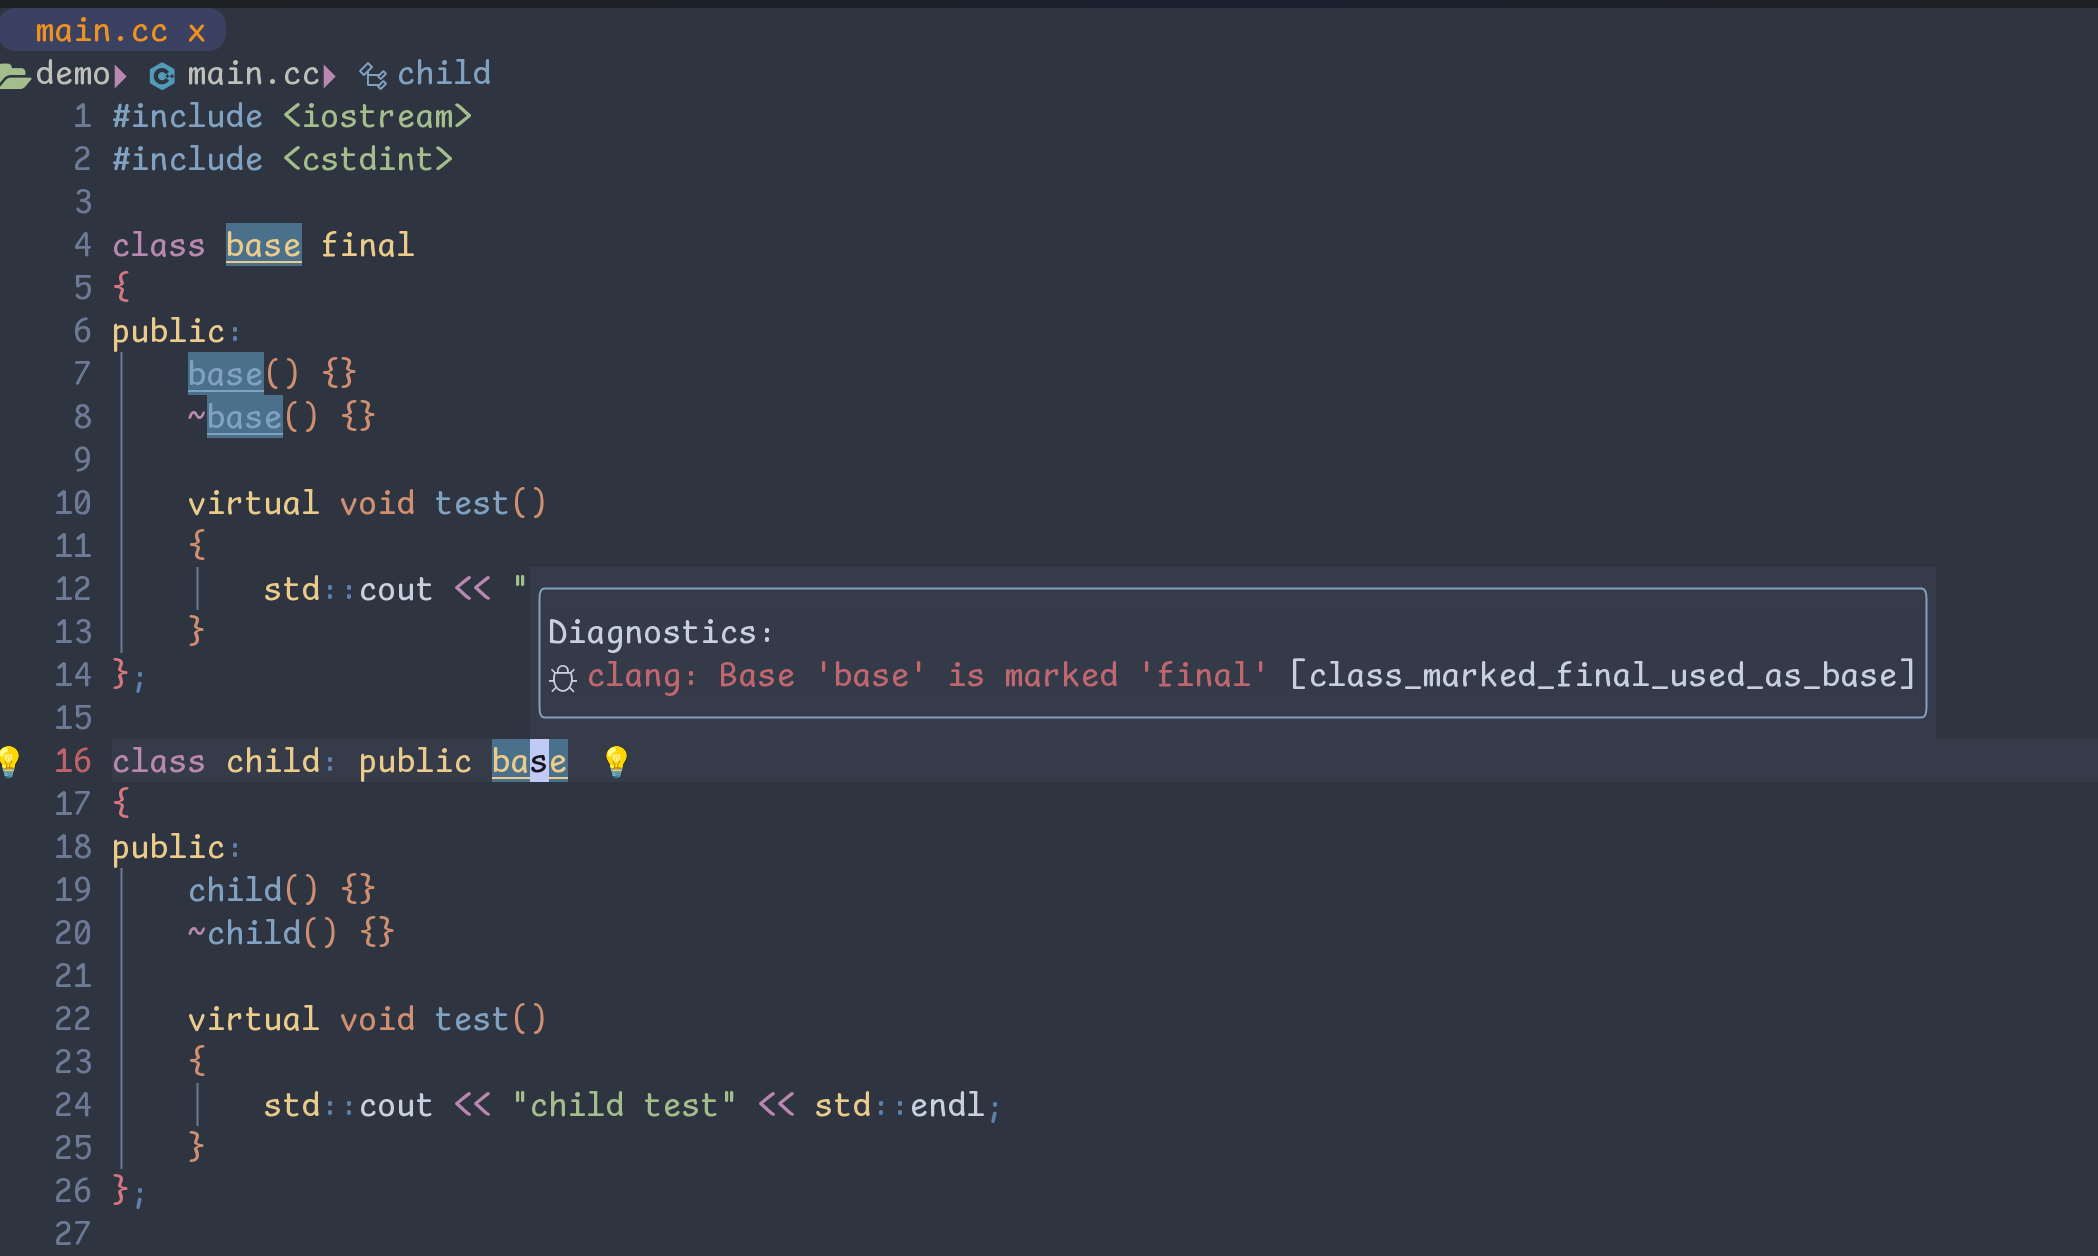 main.cc x
demo main.cc child
1 #include <iostream>
2 #include <cstdint>
3
4 class base final
5 {
6 public:
7     base() {}
8     ~base() {}
9
10     virtual void test()
11     {
12         std::cout << "
Diagnostics:
13     }
clang: Base 'base' is marked 'final' [class_marked_final_used_as_base]
14 };
15
16 class child: public base
17 {
18 public:
19     child() {}
20     ~child() {}
21
22     virtual void test()
23     {
24         std::cout << "child test" << std::endl;
25     }
26 };
27